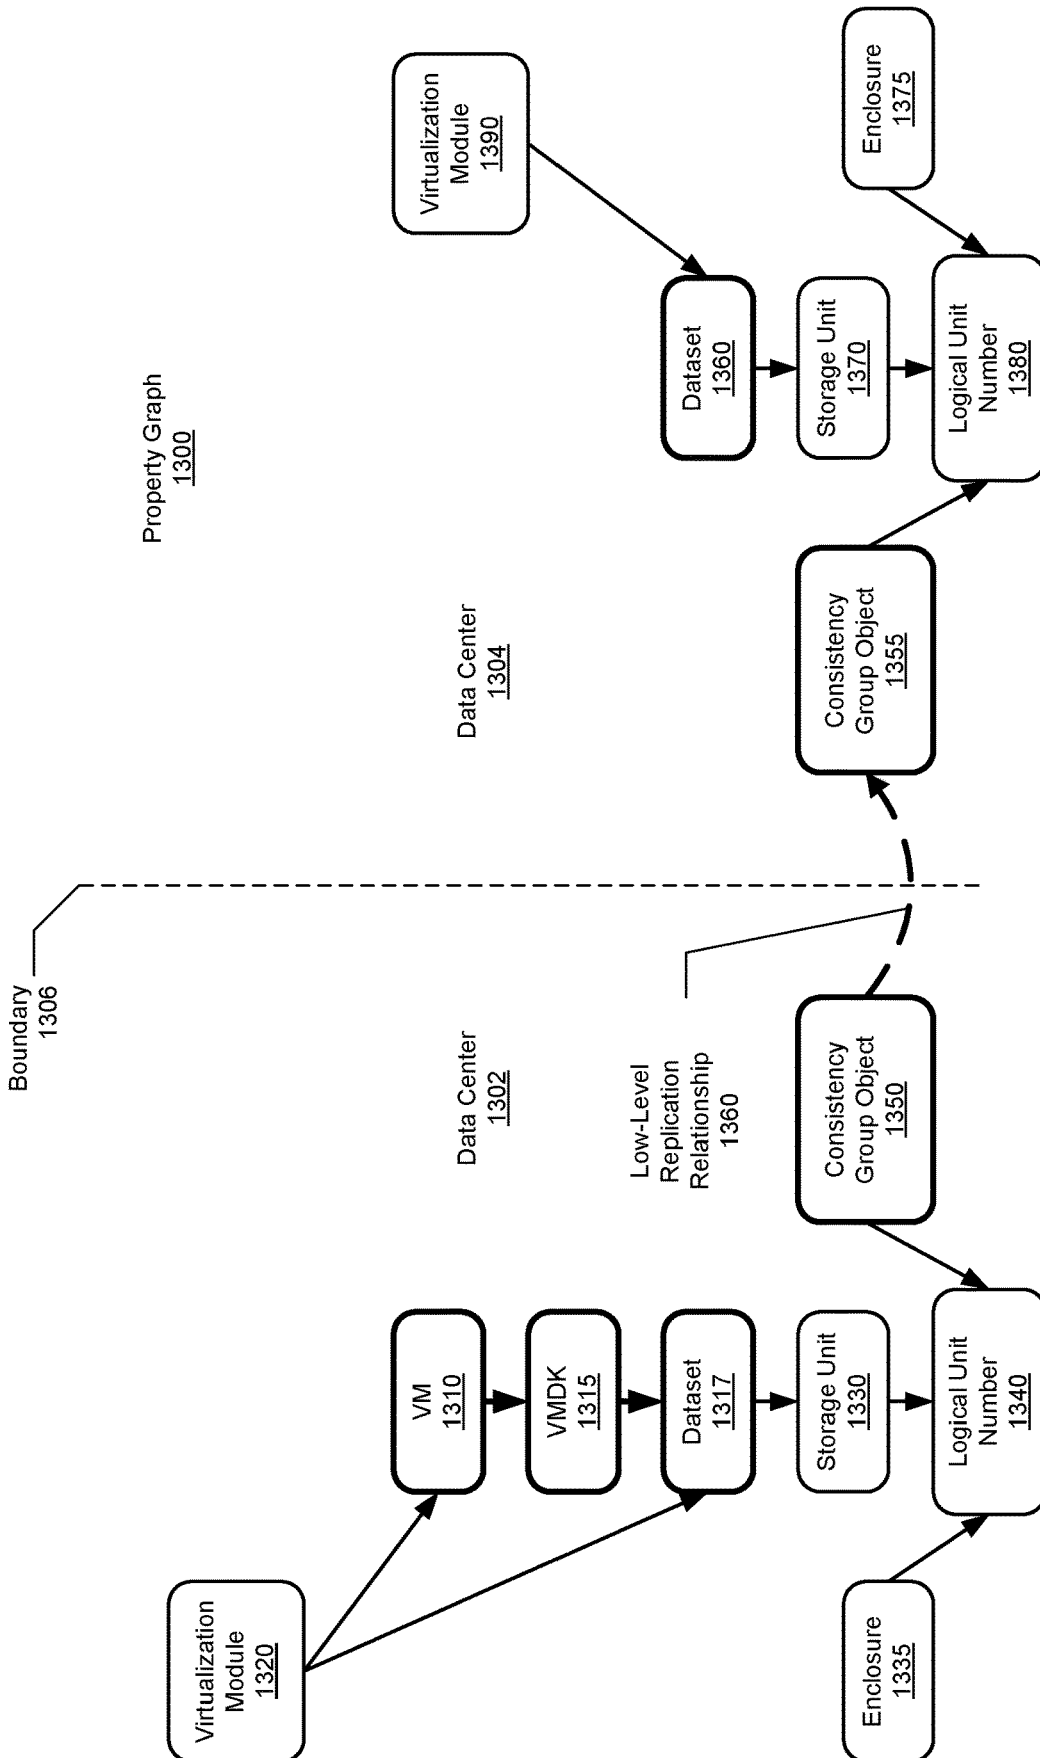 Property Graph
1300
Boundary
1306
Data Center
1302
Data Center
1304
Virtualization
Module
1320
VM
1310
VMDK
1315
Dataset
1317
Storage Unit
1330
Enclosure
1335
Logical Unit
Number
1340
Low-Level
Replication
Relationship
1360
Consistency
Group Object
1350
Consistency
Group Object
1355
Virtualization
Module
1390
Dataset
1360
Storage Unit
1370
Enclosure
1375
Logical Unit
Number
1380